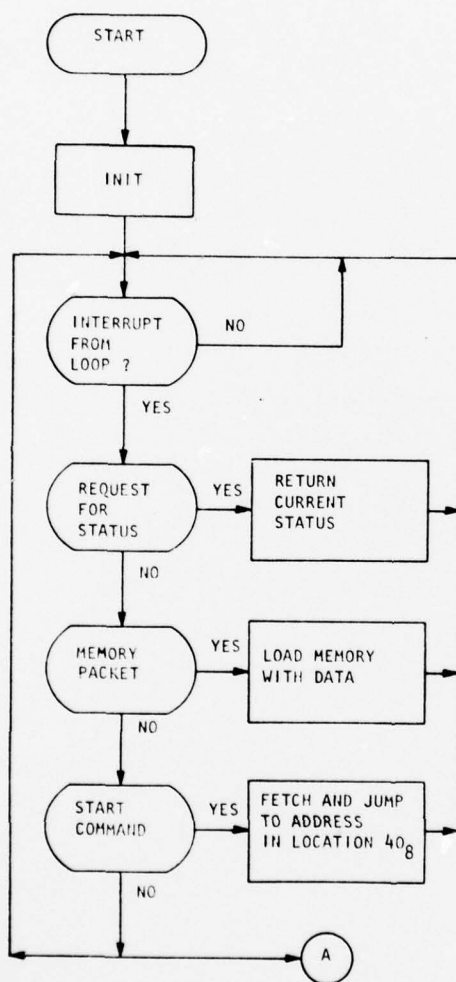 START
INIT
INTERRUPT
FROM
LOOP ?
NO
YES
REQUEST
FOR
STATUS
YES
RETURN
CURRENT
STATUS
NO
MEMORY
PACKET
YES
LOAD MEMORY
WITH DATA
NO
START
COMMAND
YES
FETCH AND JUMP
TO ADDRESS
IN LOCATION 40₈
NO
A